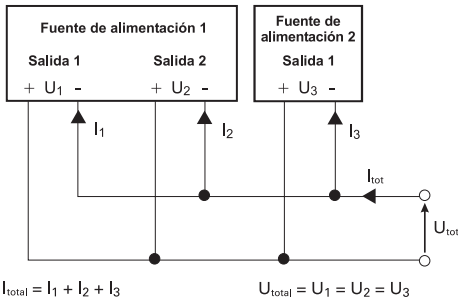 Fuente de alimentación 1
Salida 1
Salida 2
+ U1 −
+ U2 −
Fuente de
alimentación 2
Salida 1
+ U3 −
I1
I2
I3
Itot
Utot
Itotal = I1 + I2 + I3
Utotal = U1 = U2 = U3